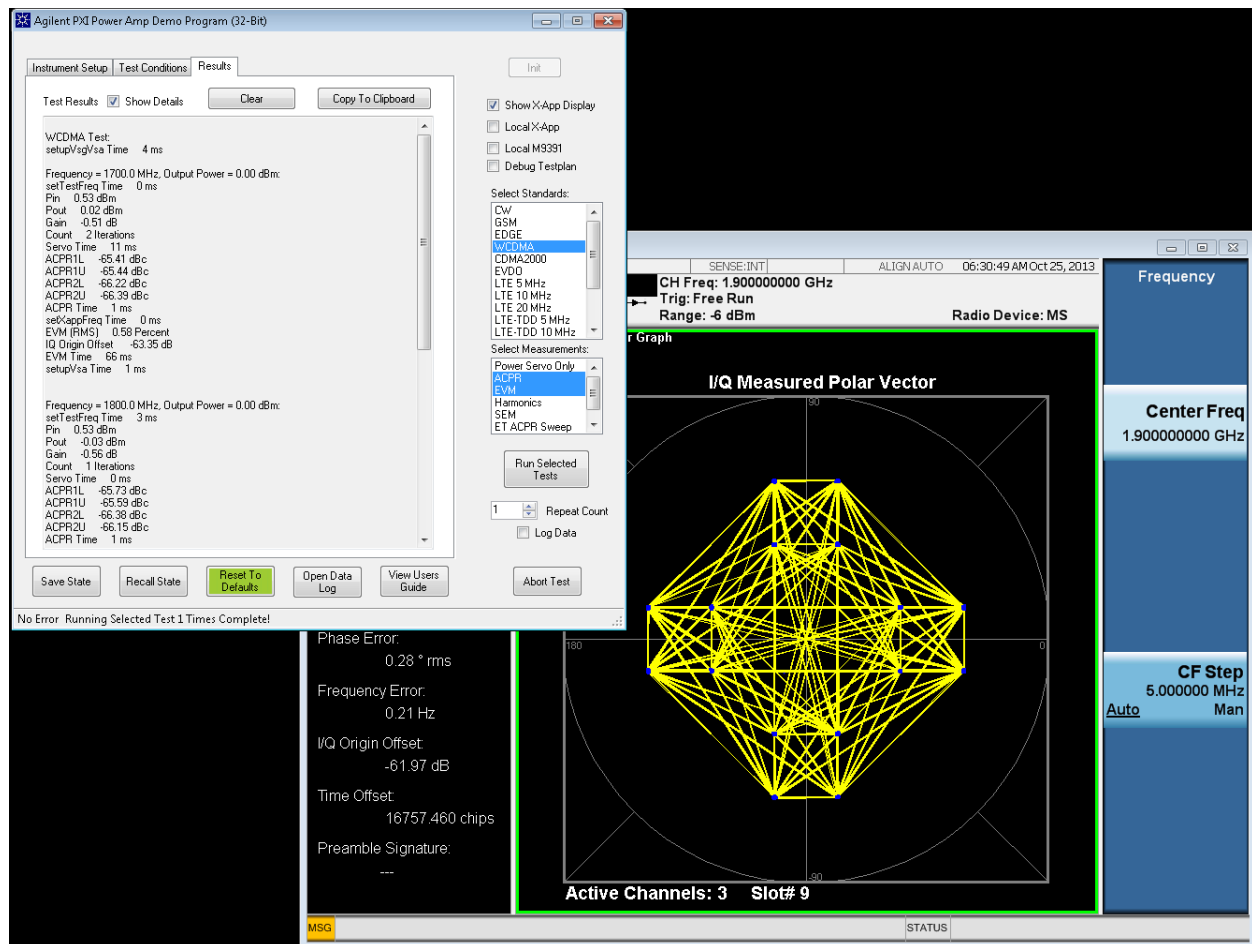 Agilent PXI Power Amp Demo Program (32-Bit)
Instrument Setup
Test Conditions
Results
Init
Test Results
Show Details
Clear
Copy To Clipboard
WCDMA Test:
setupVsgVsa Time 4 ms
Frequency = 1700.0 MHz, Output Power = 0.00 dBm:
setTestFreq Time 0 ms
Pin 0.53 dBm
Pout 0.02 dBm
Gain -0.51 dB
Count 2 Iterations
Servo Time 11 ms
ACPR1L -65.41 dBc
ACPR1U -65.44 dBc
ACPR2L -66.22 dBc
ACPR2U -66.39 dBc
ACPR Time 1 ms
setXappFreq Time 0 ms
EVM (RMS) 0.58 Percent
IQ Origin Offset -63.35 dB
EVM Time 66 ms
setupVsa Time 1 ms
Frequency = 1800.0 MHz, Output Power = 0.00 dBm:
setTestFreq Time 3 ms
Pin 0.53 dBm
Pout -0.03 dBm
Gain -0.56 dB
Count 1 Iterations
Servo Time 0 ms
ACPR1L -65.73 dBc
ACPR1U -65.59 dBc
ACPR2L -66.38 dBc
ACPR2U -66.15 dBc
ACPR Time 1 ms
Show X-App Display
Local X-App
Local M9391
Debug Testplan
Select Standards:
CW
GSM
EDGE
WCDMA
CDMA2000
EVDO
LTE 5 MHz
LTE 10 MHz
LTE 20 MHz
LTE-TDD 5 MHz
LTE-TDD 10 MHz
Select Measurements:
Power Servo Only
ACPR
EVM
Harmonics
SEM
ET ACPR Sweep
Run Selected
Tests
1 Repeat Count
Log Data
Save State
Recall State
Reset To
Defaults
Open Data
Log
View Users
Guide
Abort Test
No Error Running Selected Test 1 Times Complete!
SENSE:INT
ALIGN AUTO
06:30:49 AM Oct 25, 2013
CH Freq: 1.900000000 GHz
Trig: Free Run
Range: -6 dBm
Radio Device: MS
r Graph
I/Q Measured Polar Vector
90
180
0
-90
Active Channels: 3 Slot# 9
Phase Error:
0.28 ° rms
Frequency Error:
0.21 Hz
I/Q Origin Offset:
-61.97 dB
Time Offset:
16757.460 chips
Preamble Signature:
---
Frequency
Center Freq
1.900000000 GHz
CF Step
5.000000 MHz
Auto Man
MSG
STATUS